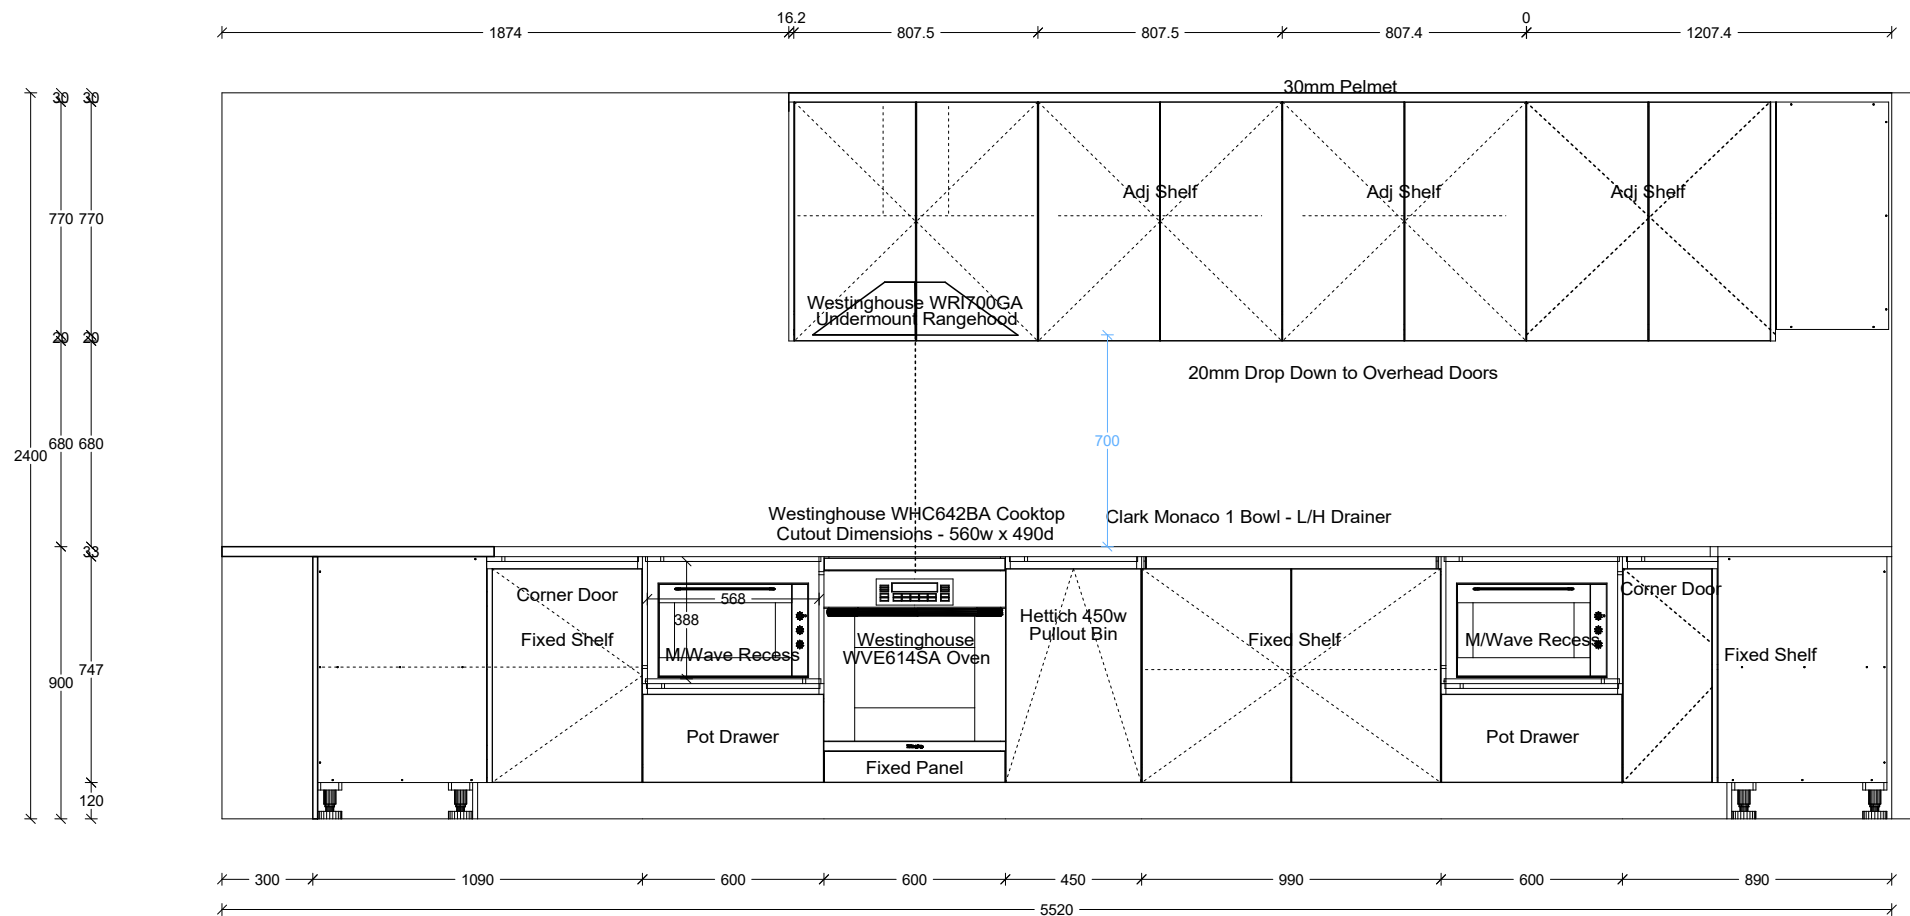 16.2
0
1874
807.5
807.5
807.4
1207.4
30mm Pelmet
30
30
Adj Shelf
Adj Shelf
Adj Shelf
770
770
Westinghouse WRI700GA
Undermount Rangehood
20
20
20mm Drop Down to Overhead Doors
680
680
700
2400
Westinghouse WHC642BA Cooktop
Cutout Dimensions - 560w x 490d
Clark Monaco 1 Bowl - L/H Drainer
33
Corner Door
568
Corner Door
388
Hettich 450w
Pullout Bin
Fixed Shelf
Westinghouse
WVE614SA Oven
Fixed Shelf
M/Wave Recess
M/Wave Recess
Fixed Shelf
900
747
Pot Drawer
Pot Drawer
Fixed Panel
120
300
1090
600
600
450
990
600
890
5520